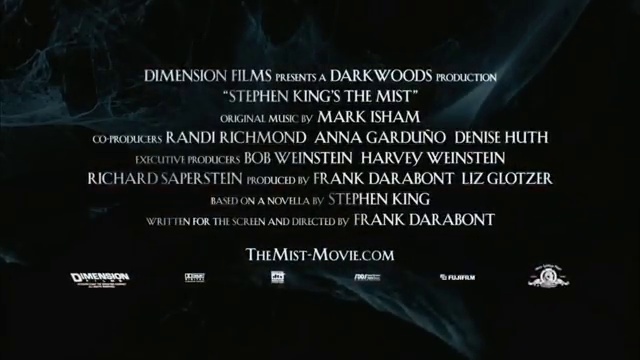 DIMENSION FILMS PRESENTS A DARKWOODS PRODUCTION
"STEPHEN KING'S THE MIST"
ORIGINAL MUSIC BY MARK ISHAM
CO-PRODUCERS RANDI RICHMOND ANNA GARDUÑO DENISE HUTH
EXECUTIVE PRODUCERS BOB WEINSTEIN HARVEY WEINSTEIN
RICHARD SAPERSTEIN PRODUCED BY FRANK DARABONT LIZ GLOTZER
BASED ON A NOVELLA BY STEPHEN KING
WRITTEN FOR THE SCREEN AND DIRECTED BY FRANK DARABONT
THEMIST-MOVIE.COM
DIMENSION FILMS dts FUJIFILM